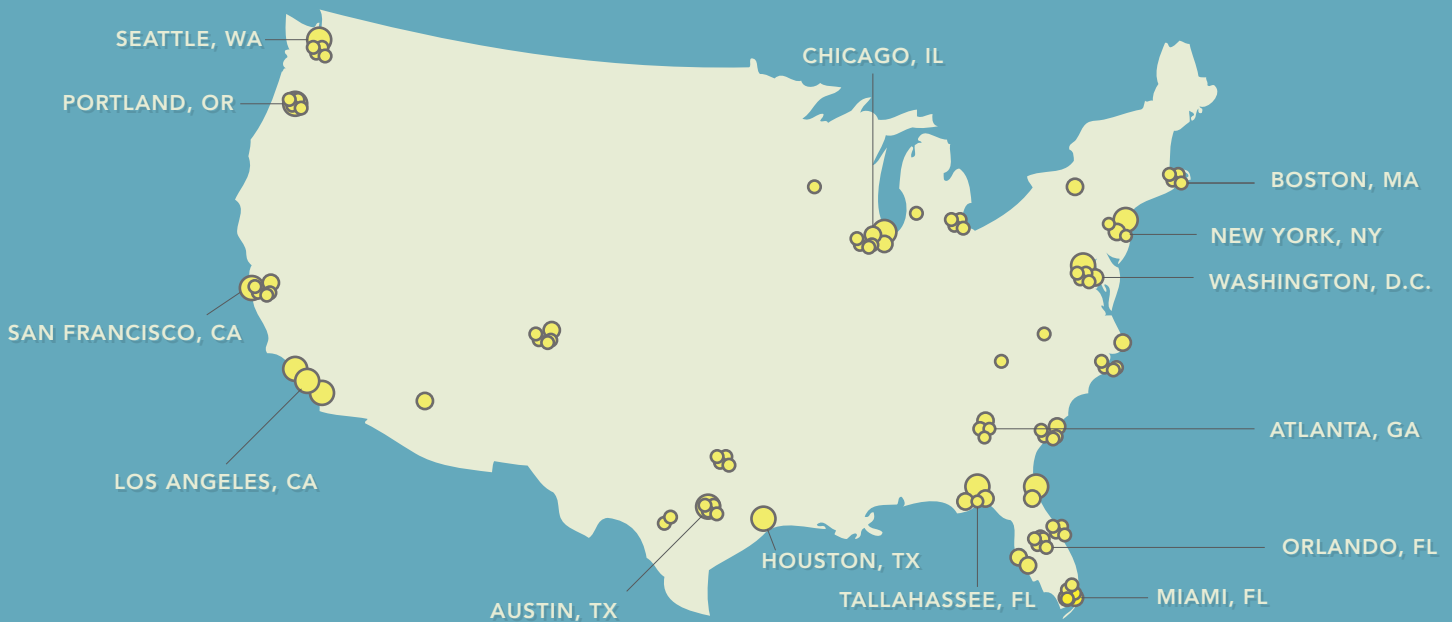 SEATTLE, WA
CHICAGO, IL
PORTLAND, OR
BOSTON, MA
NEW YORK, NY
WASHINGTON, D.C.
SAN FRANCISCO, CA
ATLANTA, GA
LOS ANGELES, CA
ORLANDO, FL
HOUSTON, TX
TALLAHASSEE, FL
MIAMI, FL
AUSTIN, TX